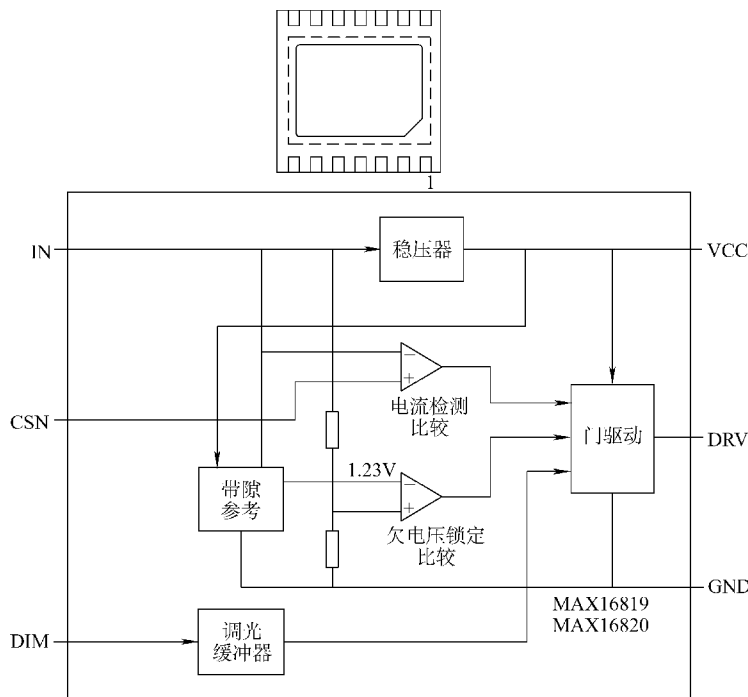 1
IN
稳压器
VCC
CSN
电流检测
比较
门驱动
DRV
1.23V
带隙
参考
欠电压锁定
比较
GND
MAX16819
MAX16820
DIM
调光
缓冲器